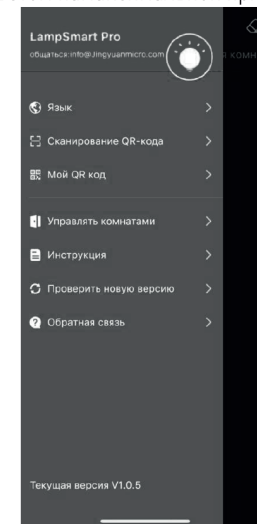 LampSmart Pro
общаться:info@Jingyuanmicro.com
Язык
Сканирование QR-кода
Мой QR код
Управлять комнатами
Инструкция
Проверить новую версию
Обратная связь
Текущая версия V1.0.5